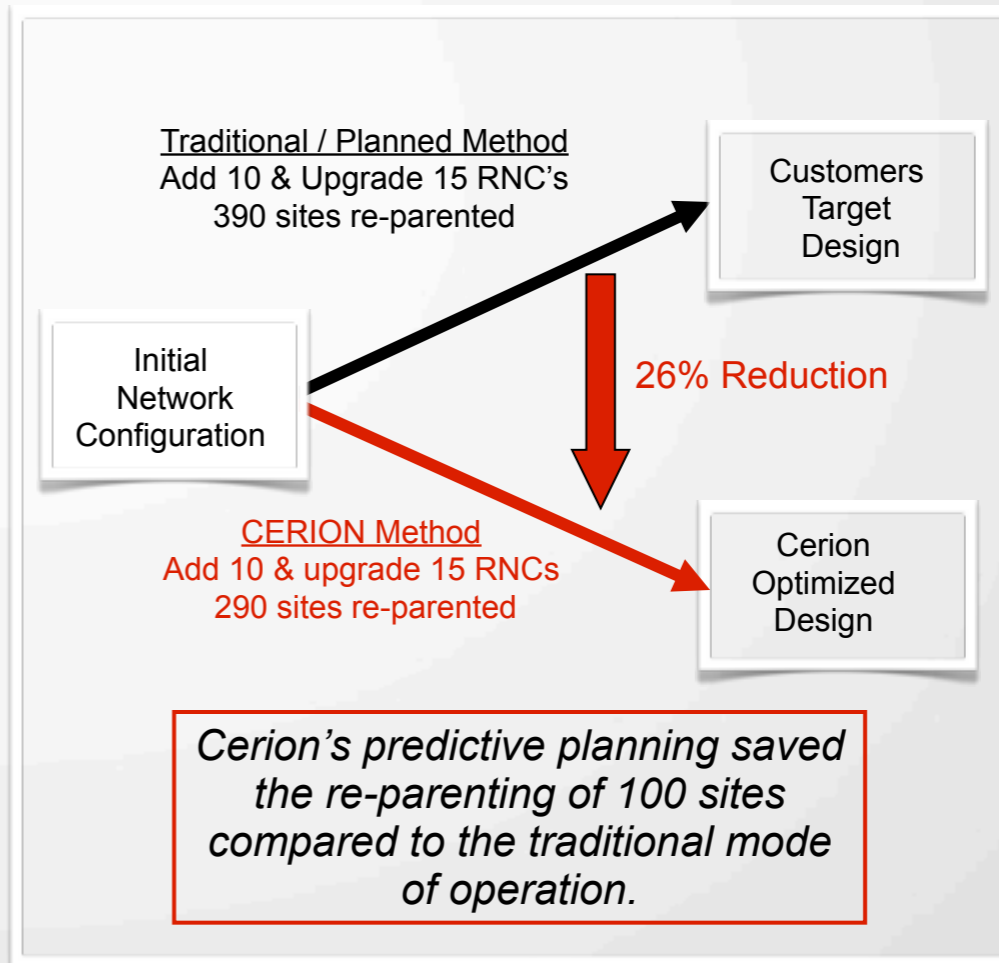 Traditional / Planned Method
Add 10 & Upgrade 15 RNC’s
390 sites re-parented
Customers
Target
Design
Initial
Network
Configuration
26% Reduction
CERION Method
Add 10 & upgrade 15 RNCs
290 sites re-parented
Cerion
Optimized
Design
Cerion’s predictive planning saved
the re-parenting of 100 sites
compared to the traditional mode
of operation.